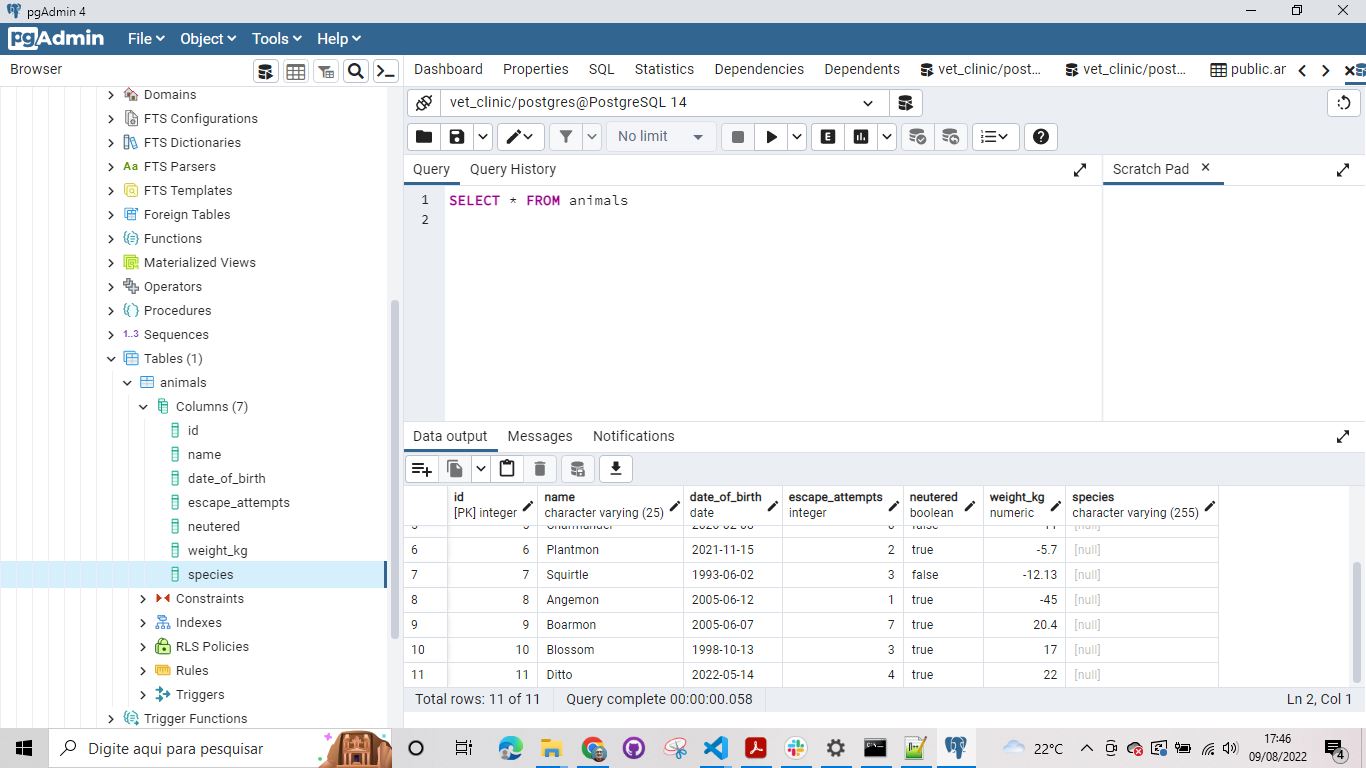 pgAdmin 4
pgAdmin File Object Tools Help
Browser
Dashboard Properties SQL Statistics Dependencies Dependents vet_clinic/post... vet_clinic/post... public.ar
Domains
FTS Configurations
FTS Dictionaries
Aa FTS Parsers
FTS Templates
Foreign Tables
Functions
Materialized Views
Operators
Procedures
1..3 Sequences
Tables (1)
animals
Columns (7)
id
name
date_of_birth
escape_attempts
neutered
weight_kg
species
Constraints
Indexes
RLS Policies
Rules
Triggers
Trigger Functions
vet_clinic/postgres@PostgreSQL 14
No limit
E
Query Query History
Scratch Pad
1 SELECT * FROM animals
2
Data output Messages Notifications
id name date_of_birth escape_attempts neutered weight_kg species
[PK] integer character varying (25) date integer boolean numeric character varying (255)
6 6 Plantmon 2021-11-15 2 true -5.7 [null]
7 7 Squirtle 1993-06-02 3 false -12.13 [null]
8 8 Angemon 2005-06-12 1 true -45 [null]
9 9 Boarmon 2005-06-07 7 true 20.4 [null]
10 10 Blossom 1998-10-13 3 true 17 [null]
11 11 Ditto 2022-05-14 4 true 22 [null]
Total rows: 11 of 11 Query complete 00:00:00.058 Ln 2, Col 1
Digite aqui para pesquisar
22°C
17:46
09/08/2022
4